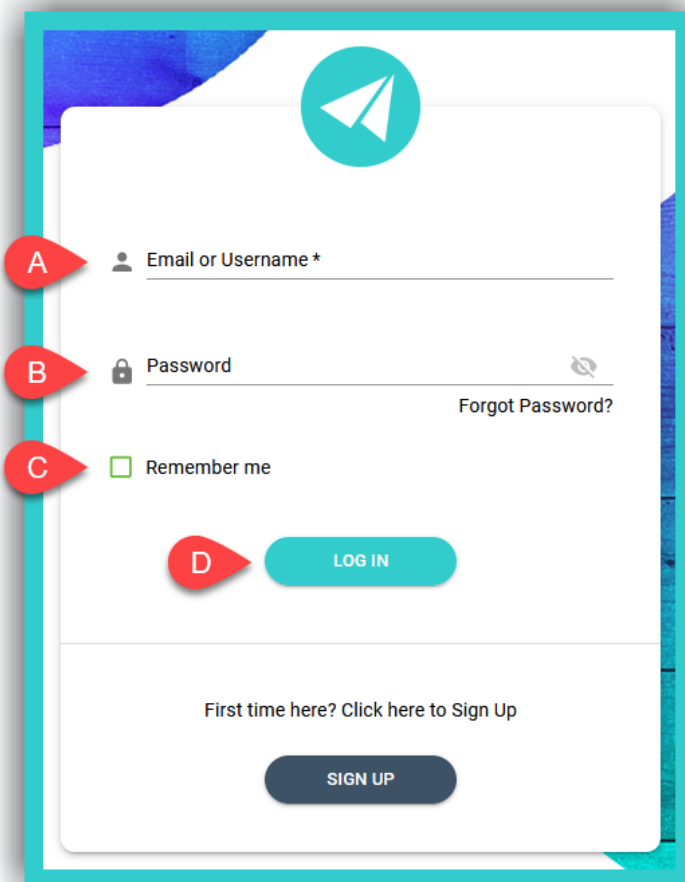 A
Email or Username *
B
Password
Forgot Password?
C
Remember me
D
LOG IN
First time here? Click here to Sign Up
SIGN UP